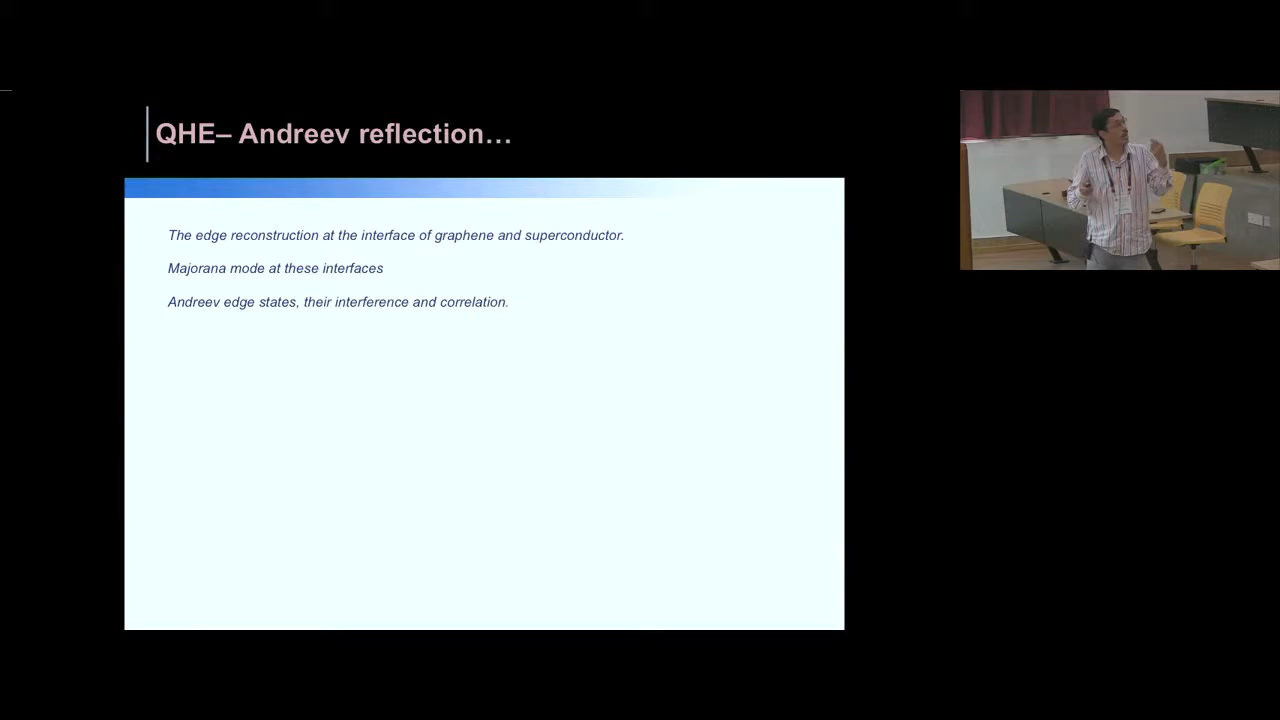 QHE– Andreev reflection…
The edge reconstruction at the interface of graphene and superconductor.
Majorana mode at these interfaces
Andreev edge states, their interference and correlation.